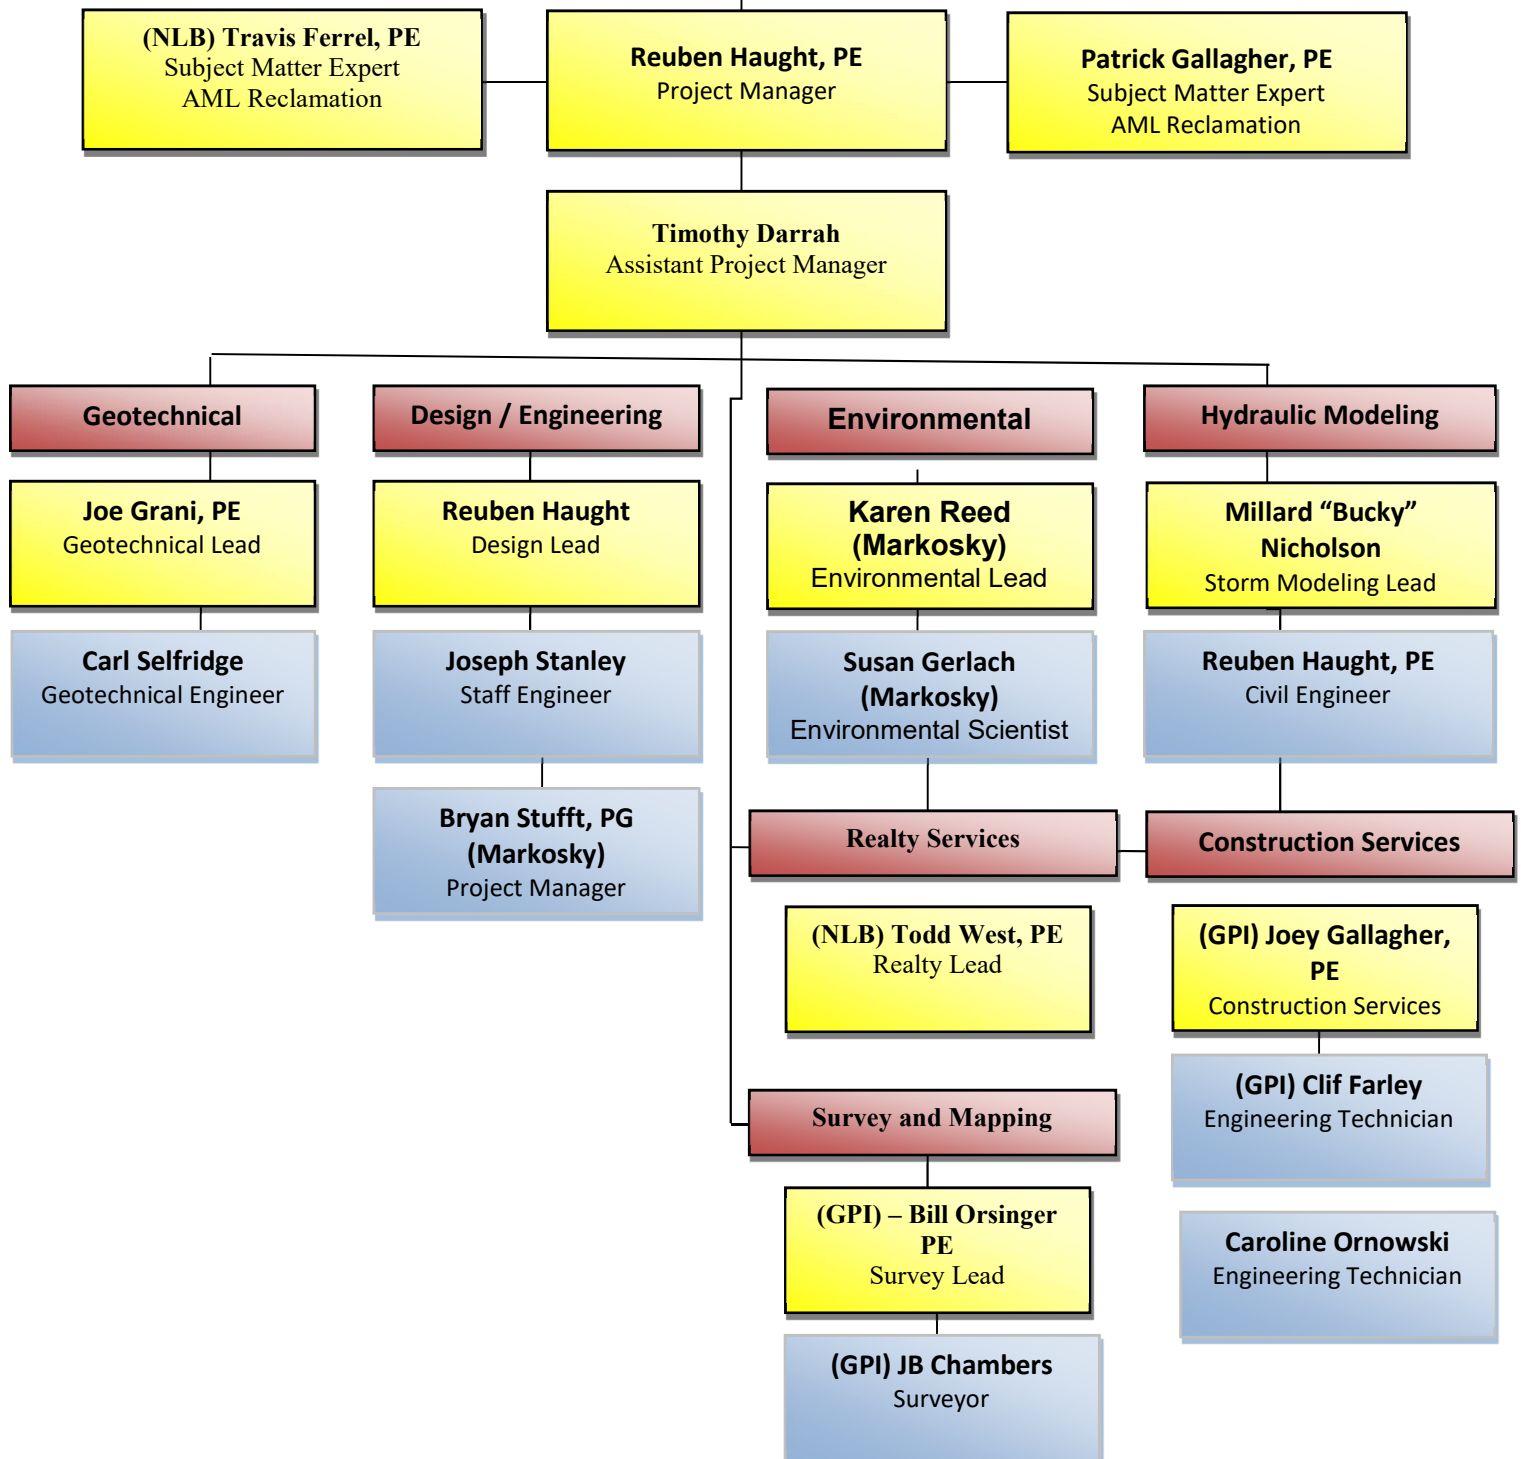 (NLB) Travis Ferrel, PE
Subject Matter Expert
AML Reclamation
Reuben Haught, PE
Project Manager
Patrick Gallagher, PE
Subject Matter Expert
AML Reclamation
Timothy Darrah
Assistant Project Manager
Geotechnical
Design / Engineering
Environmental
Hydraulic Modeling
Joe Grani, PE
Geotechnical Lead
Reuben Haught
Design Lead
Karen Reed
(Markosky)
Environmental Lead
Millard “Bucky”
Nicholson
Storm Modeling Lead
Carl Selfridge
Geotechnical Engineer
Joseph Stanley
Staff Engineer
Susan Gerlach
(Markosky)
Environmental Scientist
Reuben Haught, PE
Civil Engineer
Bryan Stufft, PG
(Markosky)
Project Manager
Realty Services
Construction Services
(NLB) Todd West, PE
Realty Lead
(GPI) Joey Gallagher,
PE
Construction Services
(GPI) Clif Farley
Engineering Technician
Survey and Mapping
(GPI) – Bill Orsinger
PE
Survey Lead
Caroline Ornowski
Engineering Technician
(GPI) JB Chambers
Surveyor